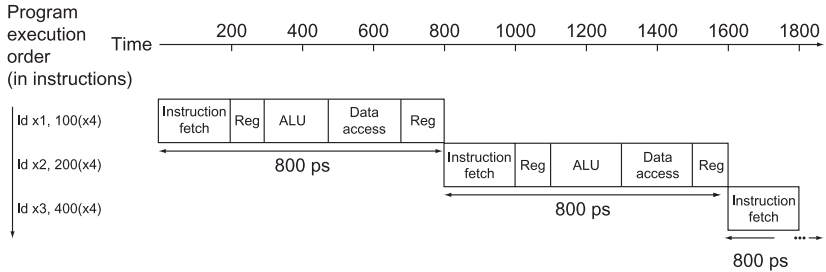 Program
execution
order
(in instructions)
Time
200 400 600 800 1000 1200 1400 1600 1800
ld x1, 100(x4)
Instruction
fetch
Reg
ALU
Data
access
Reg
800 ps
ld x2, 200(x4)
Instruction
fetch
Reg
ALU
Data
access
Reg
800 ps
ld x3, 400(x4)
Instruction
fetch
...
800 ps